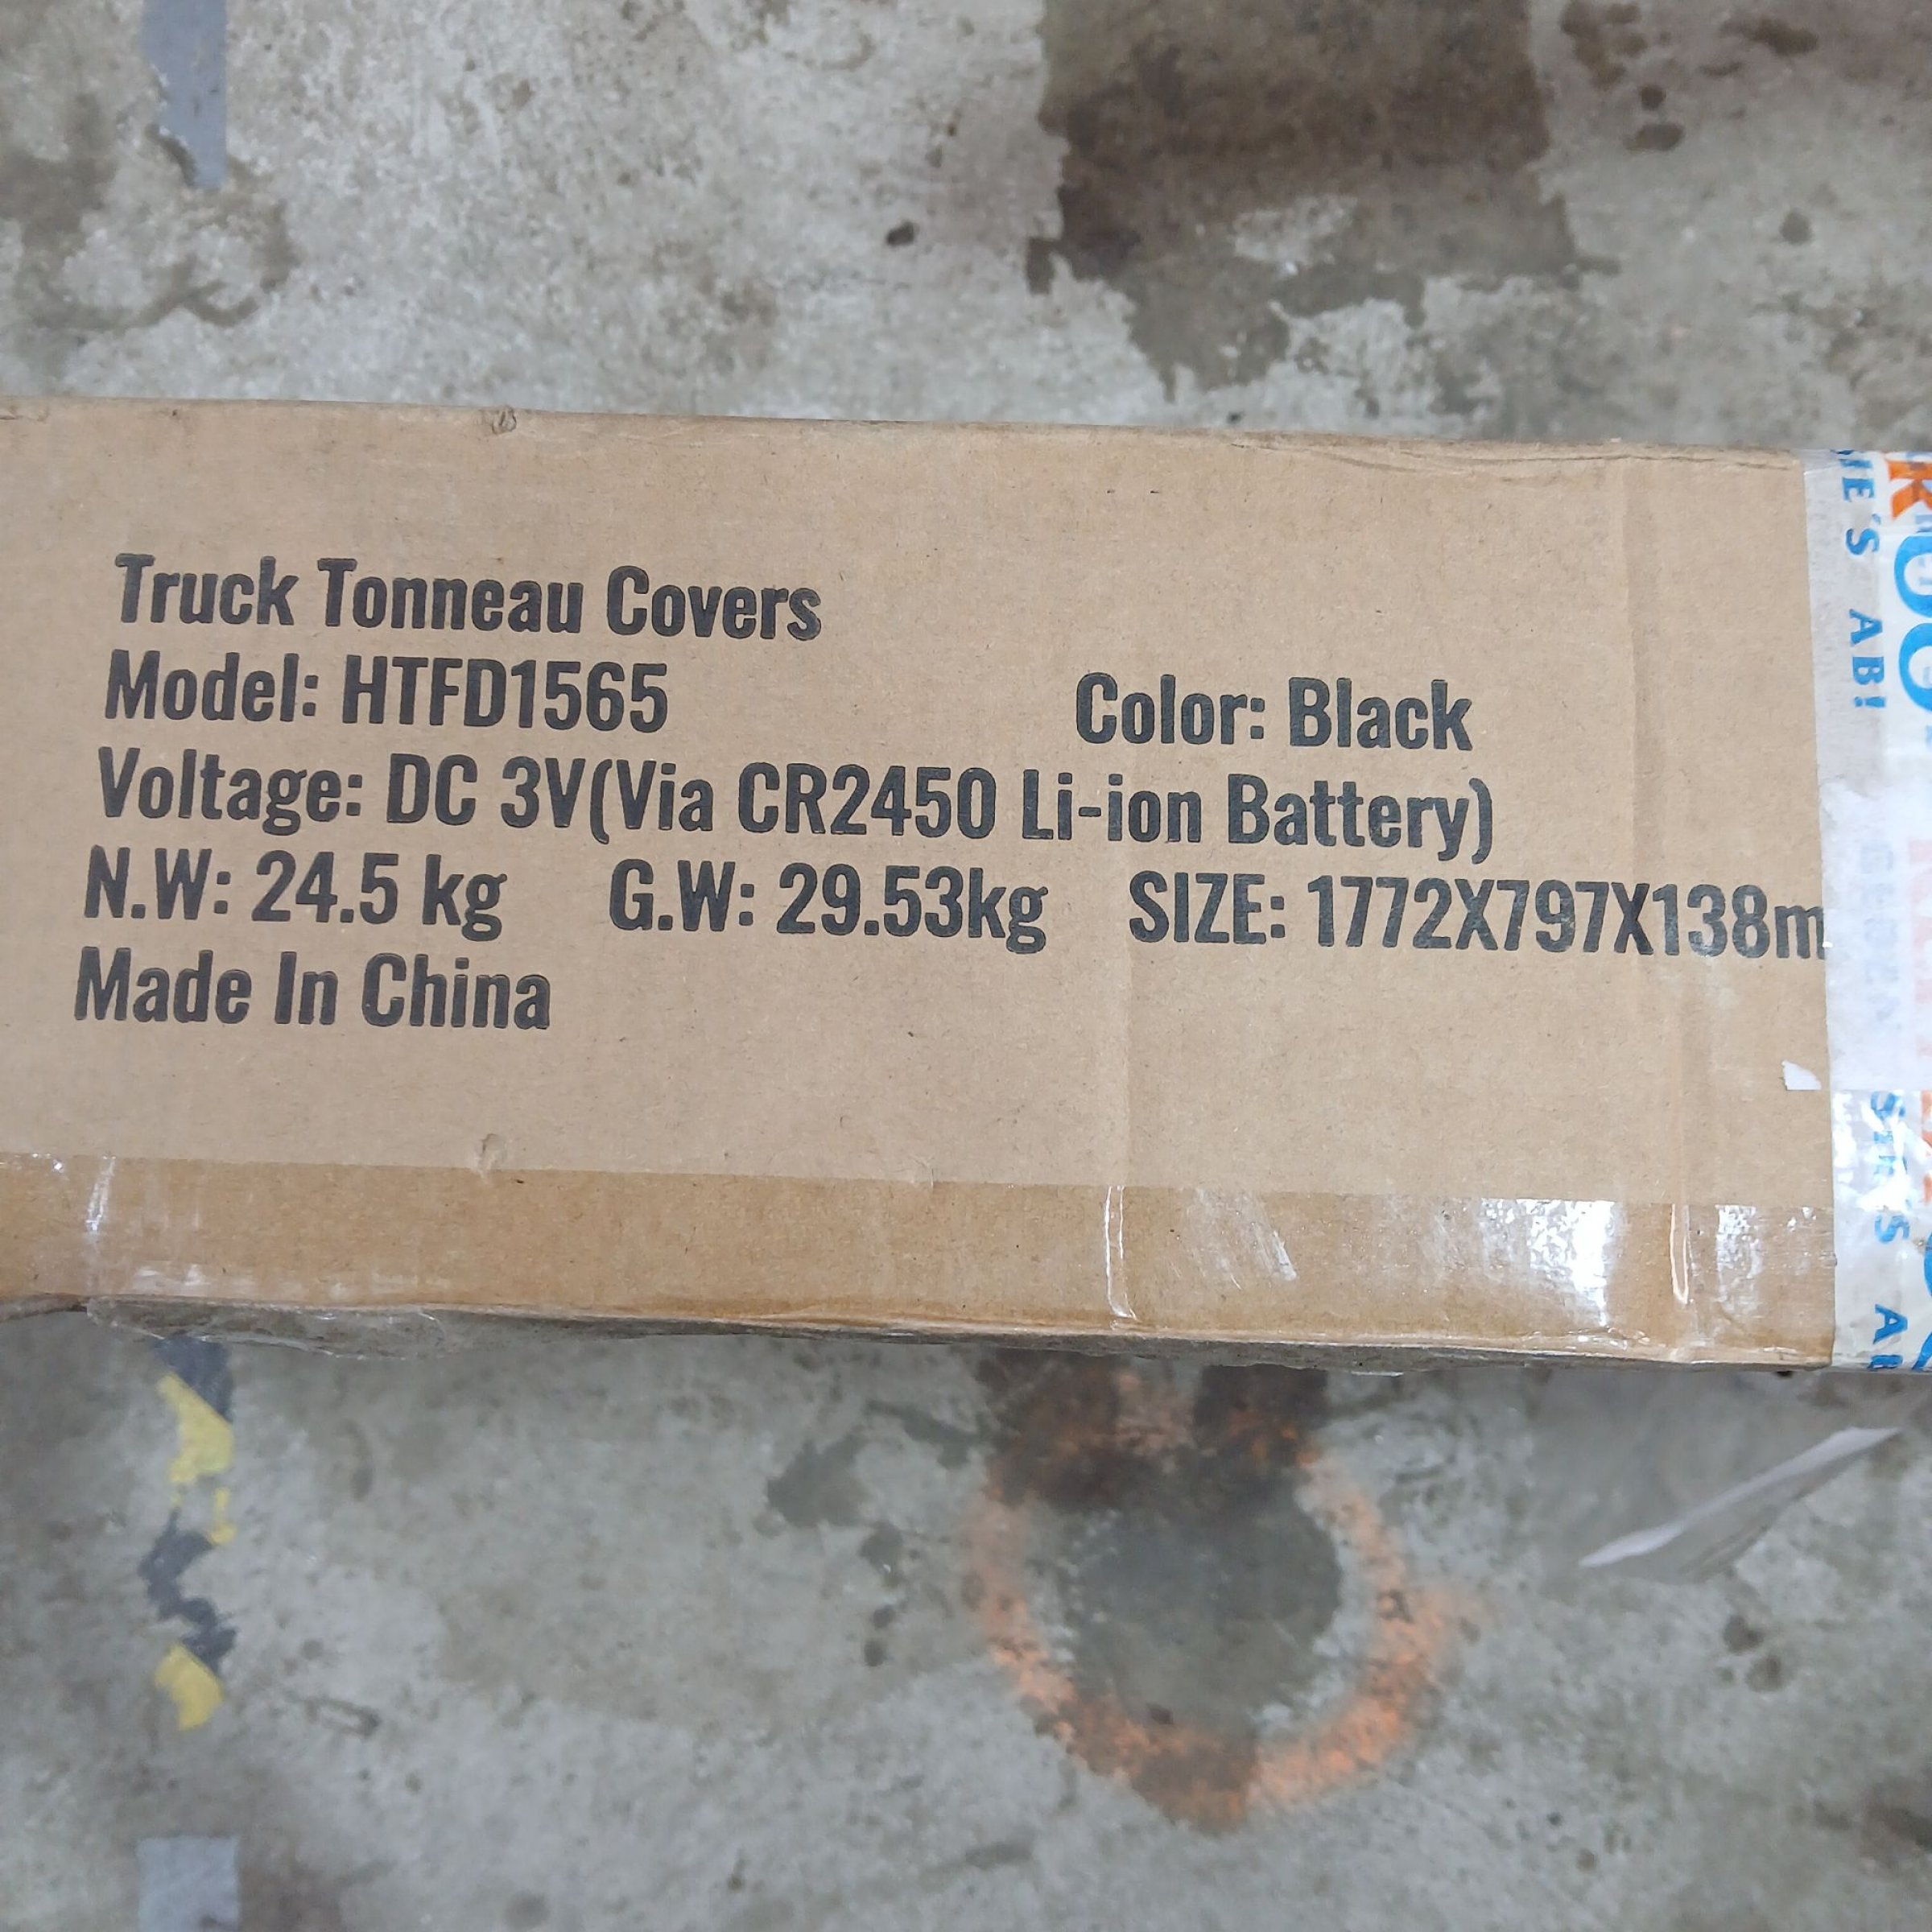 Truck Tonneau Covers
Model: HTFD1565 Color: Black
Voltage: DC 3V(Via CR2450 Li-ion Battery)
N.W: 24.5 kg G.W: 29.53kg SIZE: 1772X797X138m
Made In China